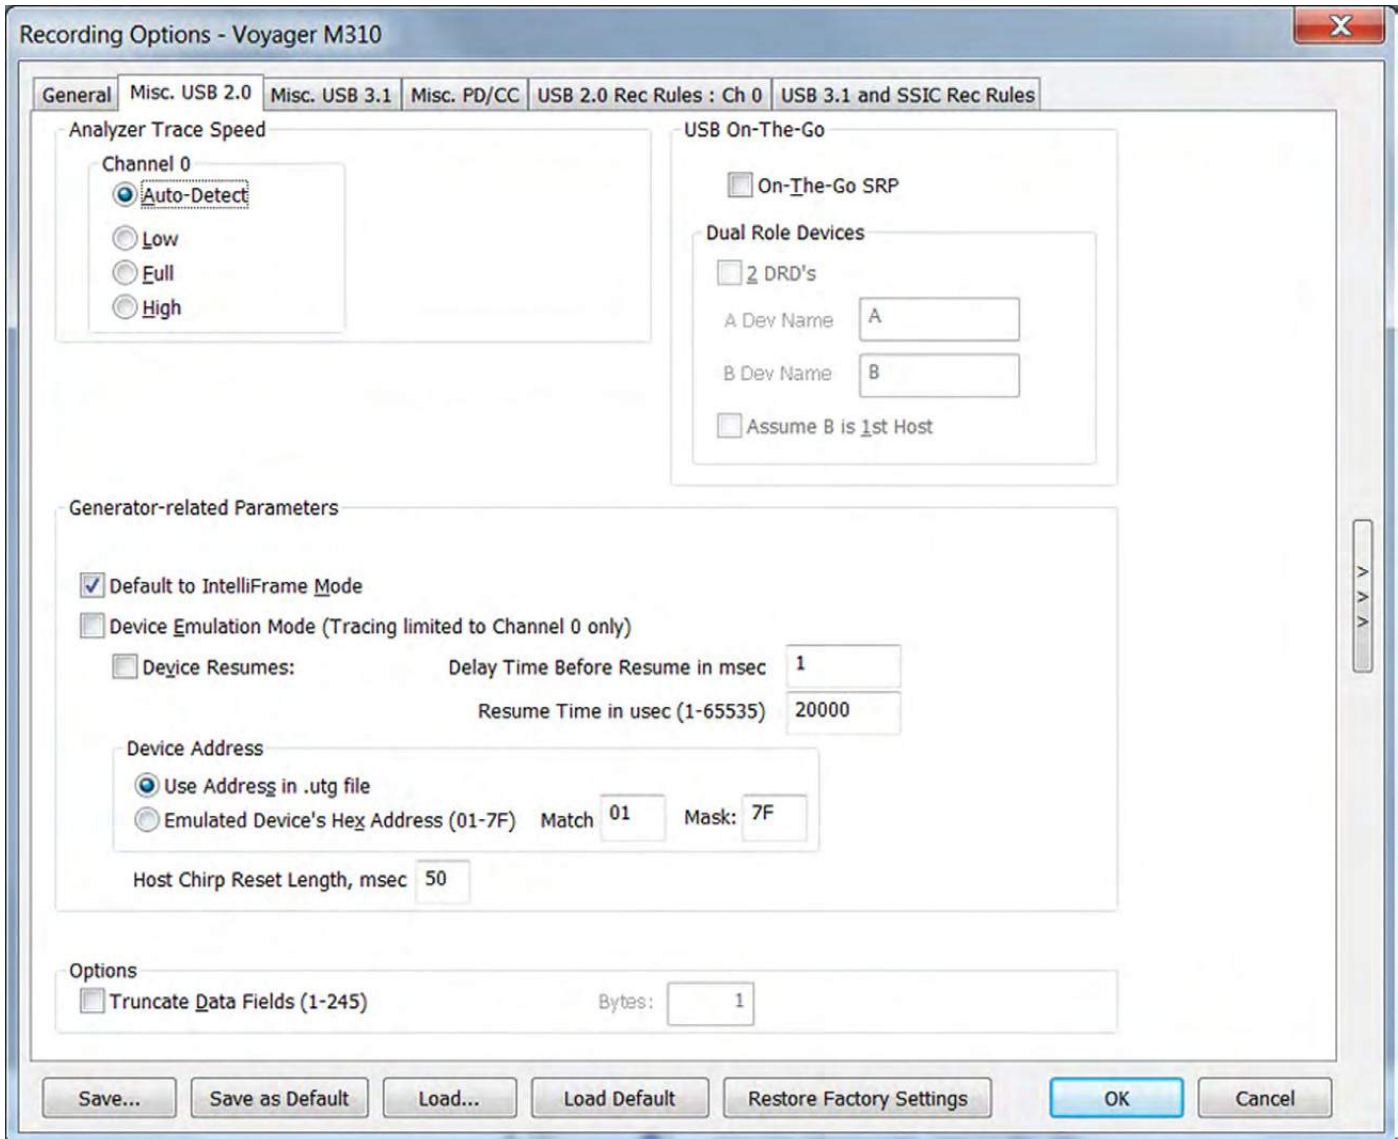 Recording Options - Voyager M310
X
General Misc. USB 2.0 Misc. USB 3.1 Misc. PD/CC USB 2.0 Rec Rules : Ch 0 USB 3.1 and SSIC Rec Rules
Analyzer Trace Speed
Channel 0
Auto-Detect
Low
Full
High
USB On-The-Go
On-The-Go SRP
Dual Role Devices
2 DRD's
A Dev Name A
B Dev Name B
Assume B is 1st Host
Generator-related Parameters
Default to IntelliFrame Mode
Device Emulation Mode (Tracing limited to Channel 0 only)
Device Resumes: Delay Time Before Resume in msec 1
Resume Time in usec (1-65535) 20000
Device Address
Use Address in .utg file
Emulated Device's Hex Address (01-7F) Match 01 Mask: 7F
Host Chirp Reset Length, msec 50
>
>
>
Options
Truncate Data Fields (1-245) Bytes: 1
Save... Save as Default Load... Load Default Restore Factory Settings OK Cancel